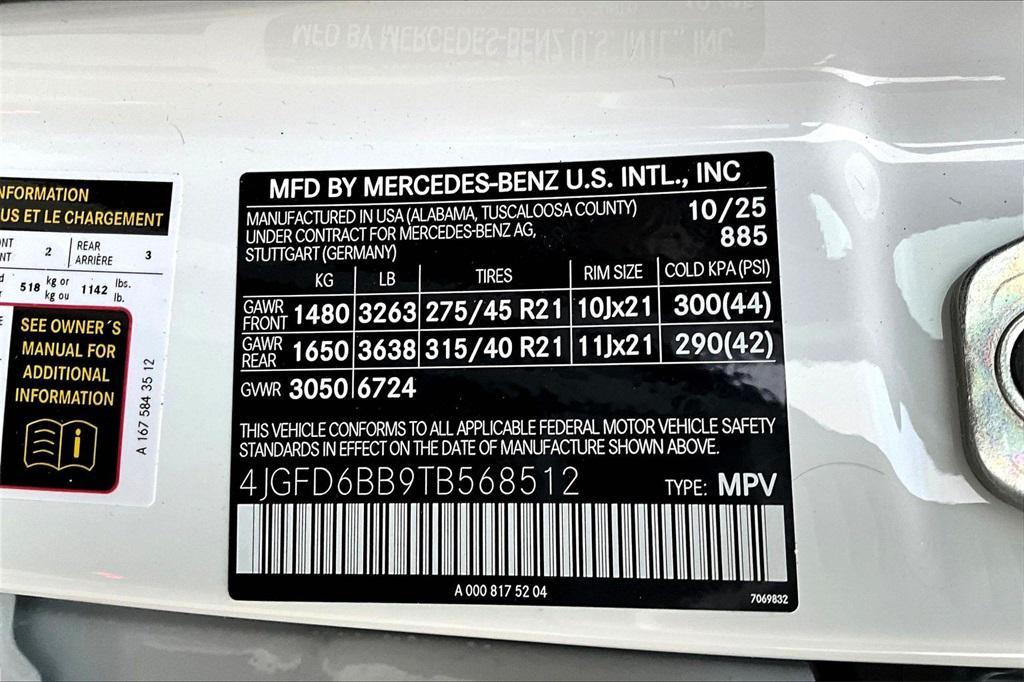 NFORMATION
US ET LE CHARGEMENT
NT 2 REAR 3
NT ARRIÈRE
518 kg or 1142 lbs.
kg ou lb.
SEE OWNER´S
MANUAL FOR
ADDITIONAL
INFORMATION
i
A 167 584 35 12
MFD BY MERCEDES-BENZ U.S. INTL., INC
MANUFACTURED IN USA (ALABAMA, TUSCALOOSA COUNTY) 10/25
UNDER CONTRACT FOR MERCEDES-BENZ AG, 885
STUTTGART (GERMANY)
KG LB TIRES RIM SIZE COLD KPA (PSI)
GAWR FRONT 1480 3263 275/45 R21 10Jx21 300(44)
GAWR REAR 1650 3638 315/40 R21 11Jx21 290(42)
GVWR 3050 6724
THIS VEHICLE CONFORMS TO ALL APPLICABLE FEDERAL MOTOR VEHICLE SAFETY
STANDARDS IN EFFECT ON THE DATE OF MANUFACTURE SHOWN ABOVE.
4JGFD6BB9TB568512 TYPE: MPV
A 000 817 52 04
7069832